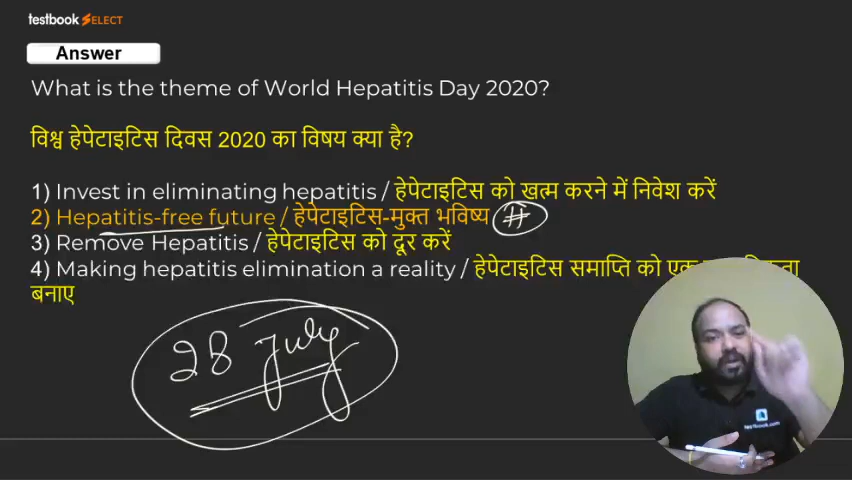 testbook SELECT
Answer
What is the theme of World Hepatitis Day 2020?
विश्व हेपेटाइटिस दिवस 2020 का विषय क्या है?
1) Invest in eliminating hepatitis / हेपेटाइटिस को खत्म करने में निवेश करें
2) Hepatitis-free future / हेपेटाइटिस-मुक्त भविष्य #
3) Remove Hepatitis / हेपेटाइटिस को दूर करें
4) Making hepatitis elimination a reality / हेपेटाइटिस समाप्ति को एक
बनाए
28 July
testbook.com